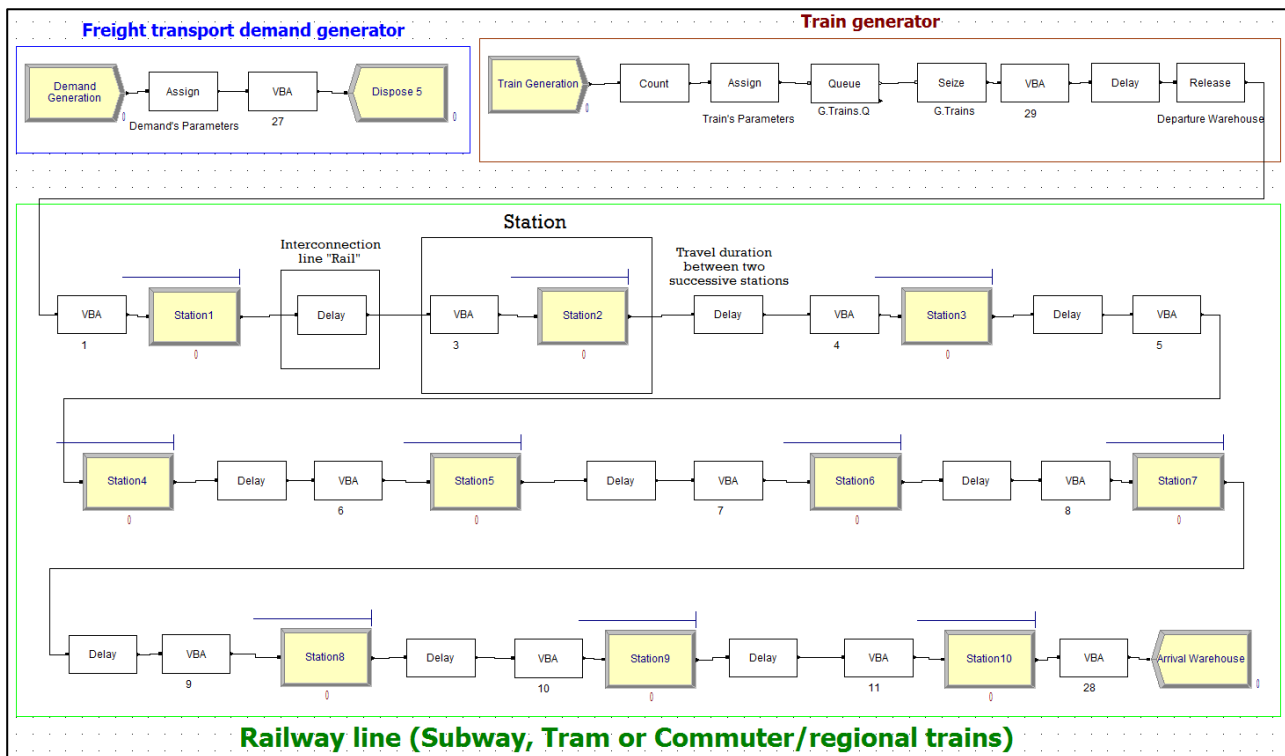 Freight transport demand generator
Train generator
Demand
Generation
0
Assign
Demand's Parameters
VBA
27
Dispose 5
0
Train Generation
0
Count
Assign
Train's Parameters
Queue
G.Trains.Q
Seize
G.Trains
VBA
29
Delay
Release
Departure Warehouse
Station
Interconnection
line "Rail"
Travel duration
between two
successive stations
VBA
1
Station1
0
Delay
VBA
3
Station2
0
Delay
VBA
4
Station3
0
Delay
VBA
5
Station4
0
Delay
VBA
6
Station5
0
Delay
VBA
7
Station6
0
Delay
VBA
8
Station7
0
Delay
VBA
9
Station8
0
Delay
VBA
10
Station9
0
Delay
VBA
11
Station10
0
VBA
28
Arrival Warehouse
0
Railway line (Subway, Tram or Commuter/regional trains)